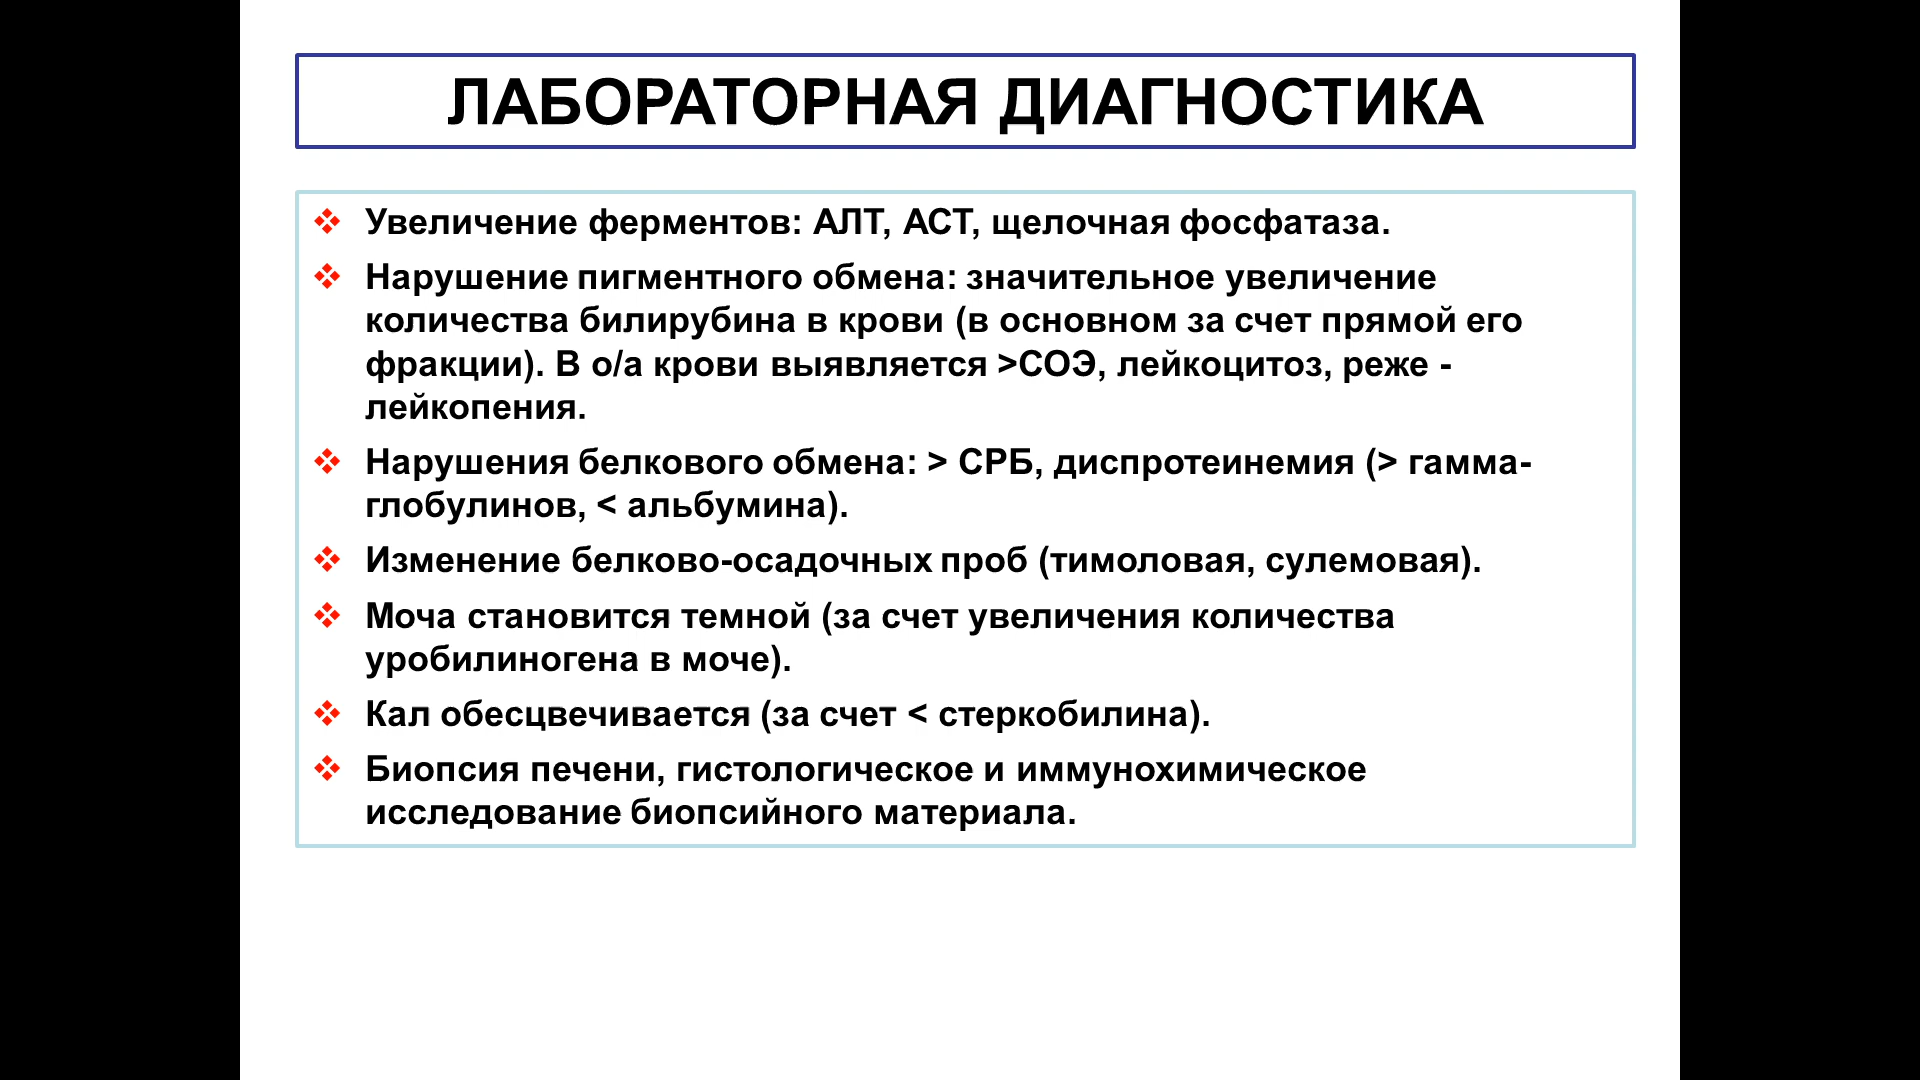 ЛАБОРАТОРНАЯ ДИАГНОСТИКА
Увеличение ферментов: АЛТ, АСТ, щелочная фосфатаза.
Нарушение пигментного обмена: значительное увеличение
количества билирубина в крови (в основном за счет прямой его
фракции). В о/а крови выявляется >СОЭ, лейкоцитоз, реже -
лейкопения.
Нарушения белкового обмена: > СРБ, диспротеинемия (> гамма-
глобулинов, < альбумина).
Изменение белково-осадочных проб (тимоловая, сулемовая).
Моча становится темной (за счет увеличения количества
уробилиногена в моче).
Кал обесцвечивается (за счет < стеркобилина).
Биопсия печени, гистологическое и иммунохимическое
исследование биопсийного материала.